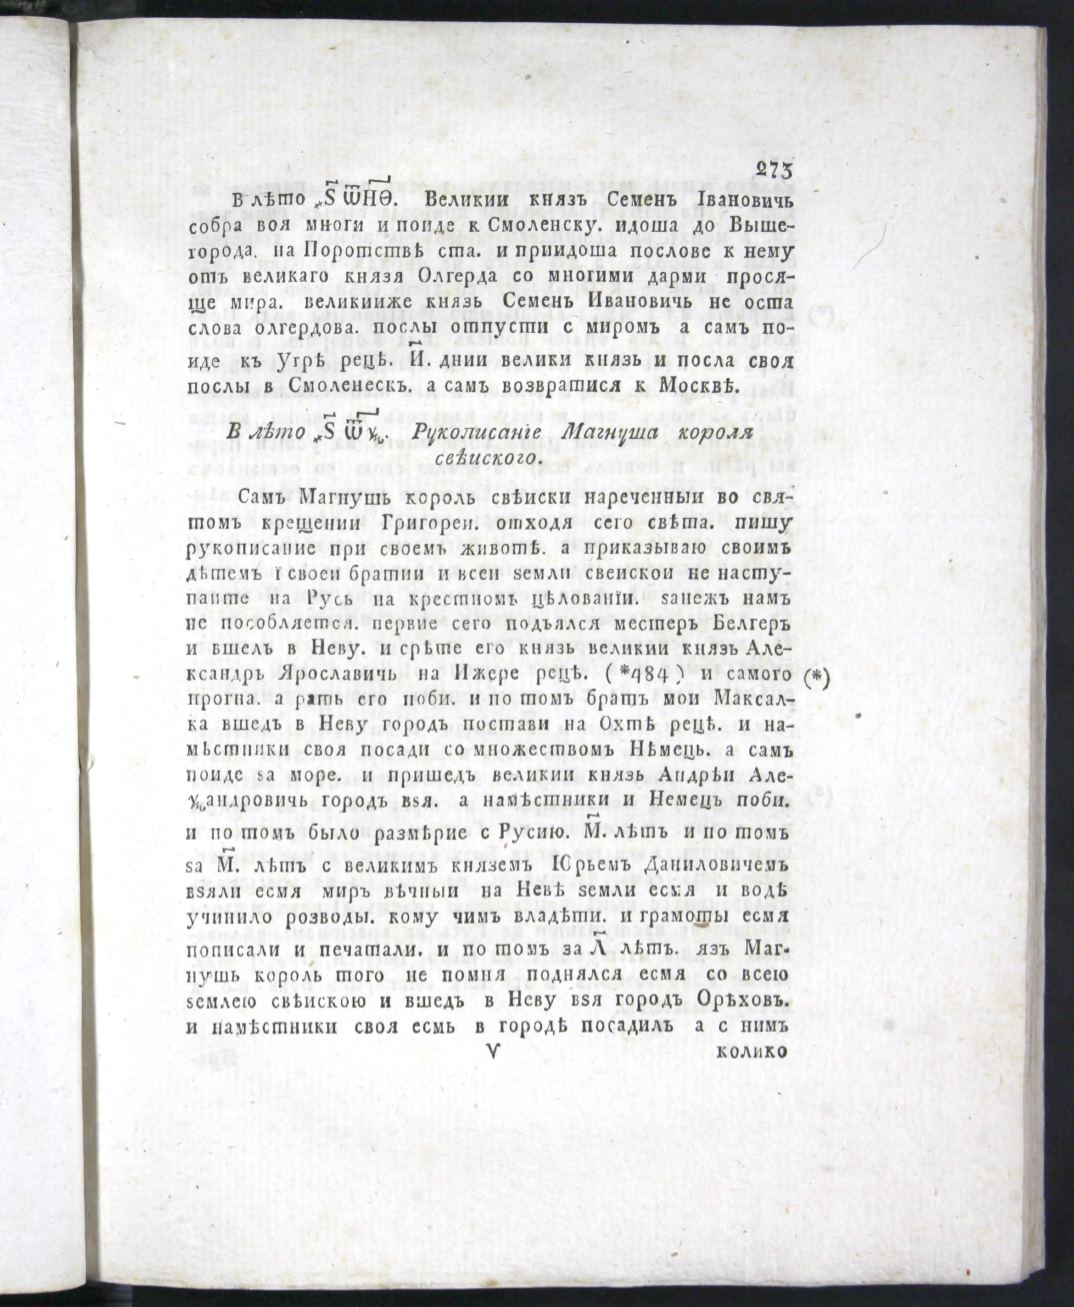 273
В лѣто ҂Ѕ҃ ѾН҃Ѳ. Великии князъ Семенъ Івановичь
собра воя многи и поиде к Смоленску. идоша до Выше-
города. на Поротствѣ ста. и приидоша послове к нему
отъ великаго князя Олгерда со многими дарми прося-
ще мира. великииже князь Семенъ Ивановичь не оста
слова олгердова. послы отпусти с миромъ а самъ по-
иде къ Угрѣ рецѣ. И҃. днии велики князь и посла своя
послы в Смоленескъ. а самъ возвратися к Москвѣ.
В лѣто ҂Ѕ҃ Ѿ҃Ѯ. Рукописанїе Магнуша короля
свѣиского.
Самъ Магнушь король свѣиски нареченныи во свя-
томъ крещении Григореи. отходя сего свѣта. пишу
рукописание при своемъ животѣ. а приказываю своимъ
дѣтемъ ї своеи братии и всеи ѕемли свеискои не насту-
паите на Русь на крестномъ цѣлованїи. ѕанежъ намъ
не пособляется. первие сего подъялся местеръ Белгеръ
и вшелъ в Неву. и срѣте его князь великии князь Але-
ксандръ Ярославичь на Ижере рецѣ. (*484) и самого (*)
прогна. а рать его поби. и по томъ братъ мои Максал-
ка вшедъ в Неву городъ постави на Охтѣ рецѣ. и на-
мѣстники своя посади со множествомъ Нѣмець. а самъ
поиде ѕа море. и пришедъ великии князь Андрѣи Але-
ѯандровичь городъ вѕя. а намѣстники и Немець поби.
и по томъ было размѣрие с Русию. М҃. лѣтъ и по томъ
ѕа М҃. лѣтъ с великимъ княземъ Юрьемъ Даниловичемъ
вѕяли есмя миръ вѣчныи на Невѣ ѕемли есмя и водѣ
учинило розводы. кому чимъ владѣти. и грамоты есмя
пописали и печатали. и по томъ за Л҃ лѣтъ. язъ Маг-
нушь король того не помня поднялся есмя со всею
ѕемлею свѣискою и вшедъ в Неву вѕя городъ Орѣховъ.
и намѣстники своя есмь в городѣ посадилъ а с нимъ
Ѵ колико